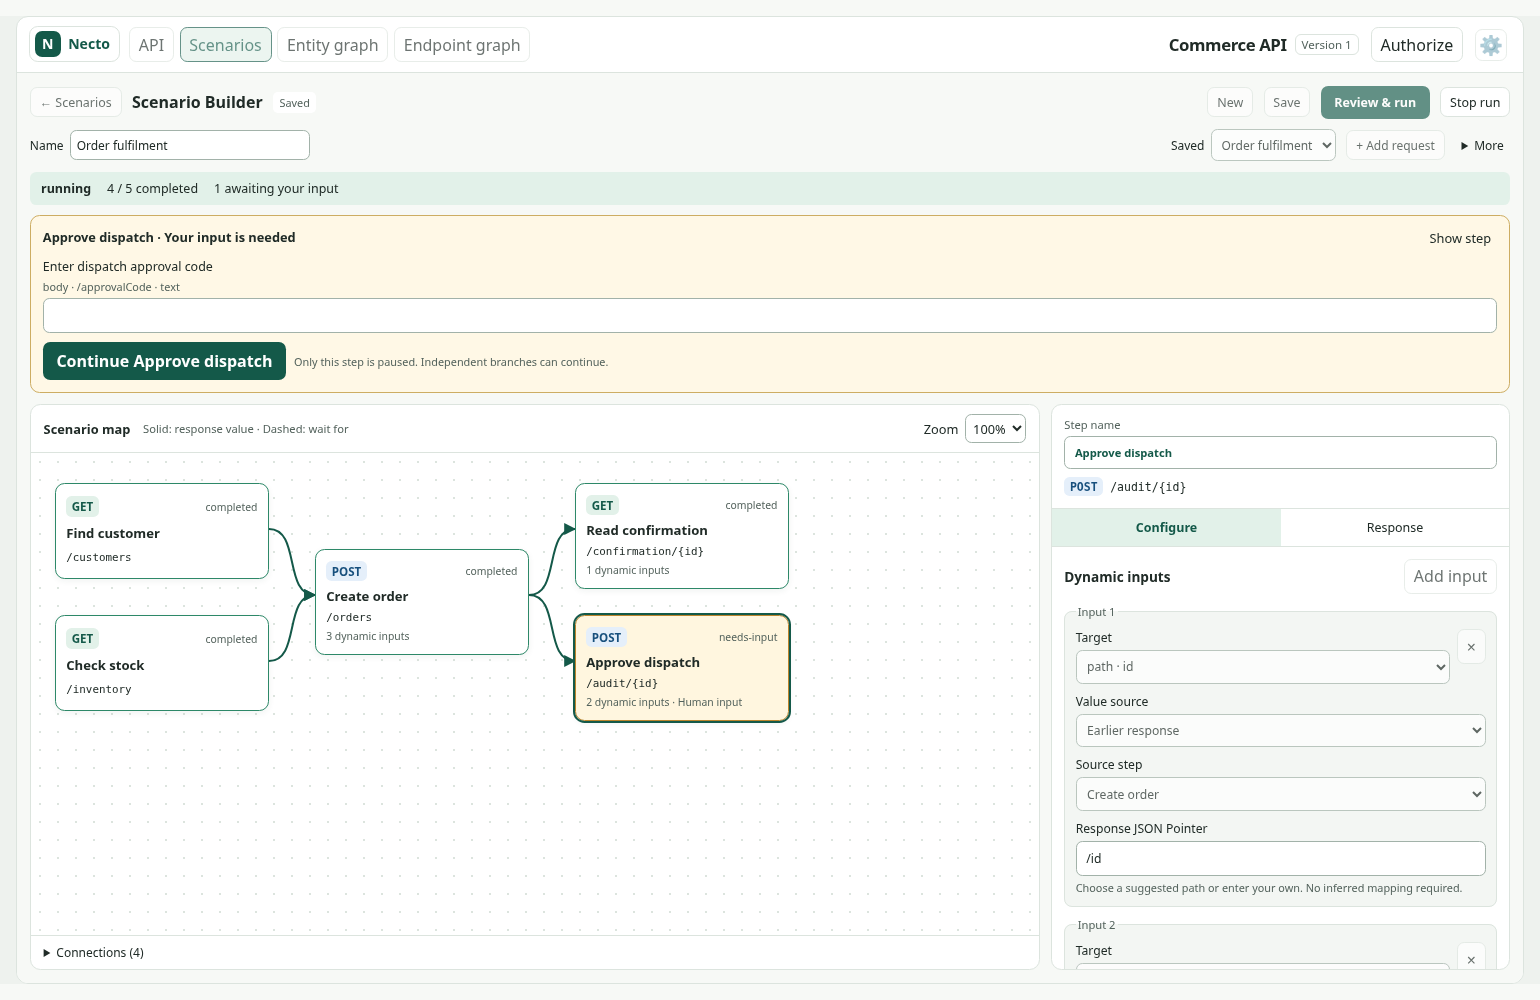 N Necto API Scenarios Entity graph Endpoint graph Commerce API Version 1 Authorize
← Scenarios Scenario Builder Saved New Save Review & run Stop run
Name Order fulfilment Saved Order fulfilment + Add request ▶ More
running 4 / 5 completed 1 awaiting your input
Approve dispatch · Your input is needed Show step
Enter dispatch approval code
body · /approvalCode · text
Continue Approve dispatch Only this step is paused. Independent branches can continue.
Scenario map Solid: response value · Dashed: wait for Zoom 100%
GET completed
Find customer
/customers
GET completed
Check stock
/inventory
POST completed
Create order
/orders
3 dynamic inputs
GET completed
Read confirmation
/confirmation/{id}
1 dynamic inputs
POST needs-input
Approve dispatch
/audit/{id}
2 dynamic inputs · Human input
▶ Connections (4)
Step name
Approve dispatch
POST /audit/{id}
Configure Response
Dynamic inputs Add input
Input 1
Target
path · id ×
Value source
Earlier response
Source step
Create order
Response JSON Pointer
/id
Choose a suggested path or enter your own. No inferred mapping required.
Input 2
Target
×